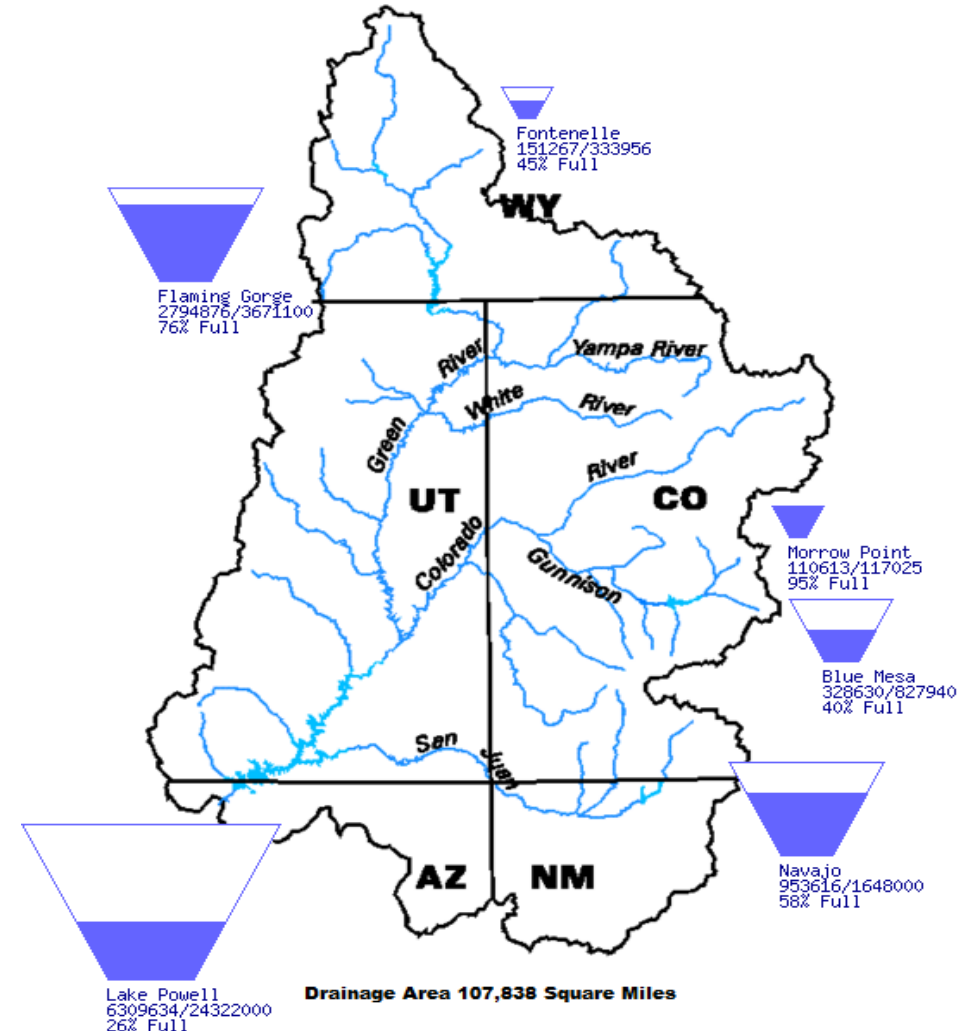 Fontenelle
151267/333956
45% Full
WY
Flaming Gorge
2794876/3671100
76% Full
Yampa River
River
White
River
Green
River
UT
CO
Colorado
Gunnison
Morrow Point
110613/117025
95% Full
Blue Mesa
328630/827940
40% Full
San
Juan
Navajo
953616/1648000
58% Full
AZ
NM
Lake Powell
6309634/24322000
26% Full
Drainage Area 107,838 Square Miles